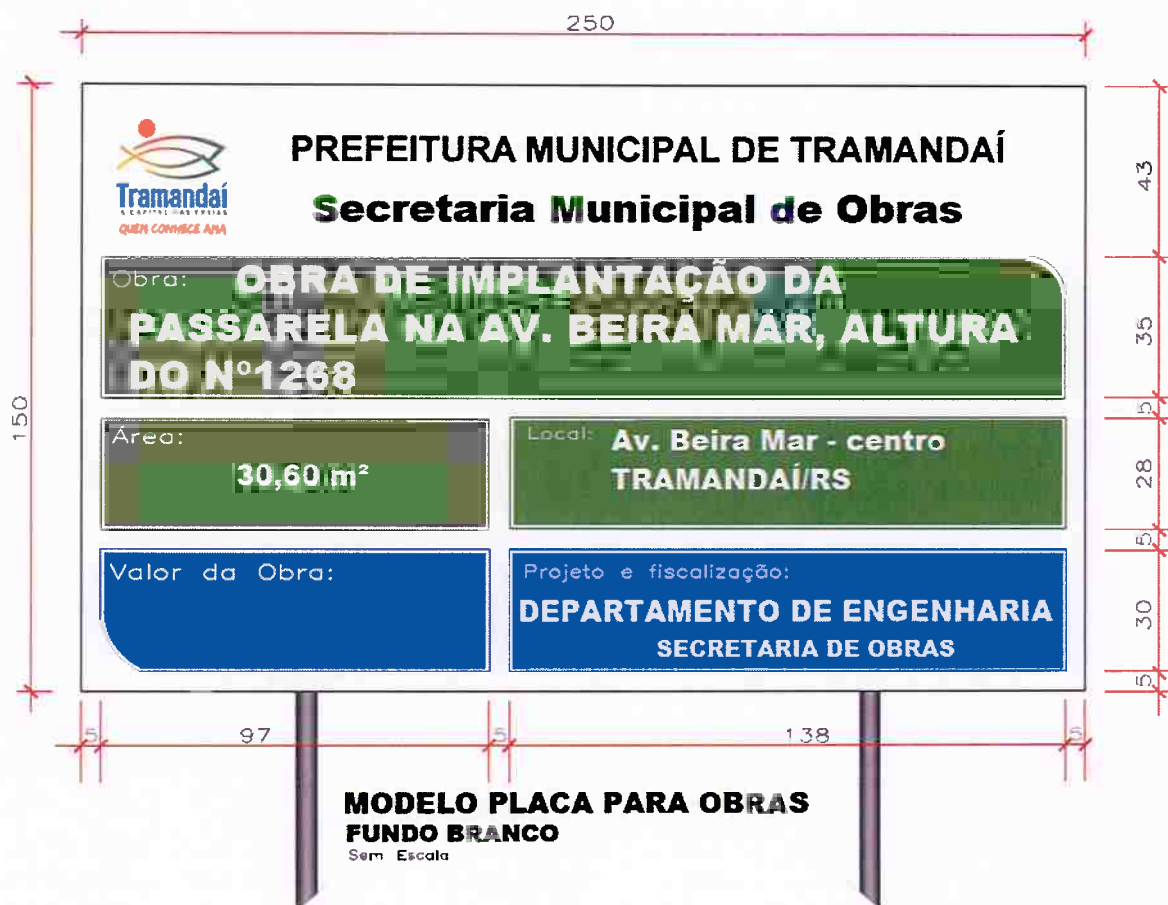 250
Tramandaí
A CAPITAL DAS PRAIAS
QUEM CONHECE AMA
PREFEITURA MUNICIPAL DE TRAMANDAÍ
Secretaria Municipal de Obras
43
Obra: OBRA DE IMPLANTAÇÃO DA
PASSARELA NA AV. BEIRA MAR, ALTURA
DO Nº1268
35
150
5
Área:
30,60 m²
Local: Av. Beira Mar - centro
TRAMANDAÍ/RS
28
5
Valor da Obra:
Projeto e fiscalização:
DEPARTAMENTO DE ENGENHARIA
SECRETARIA DE OBRAS
30
5
5
97
5
138
5
MODELO PLACA PARA OBRAS
FUNDO BRANCO
Sem Escala